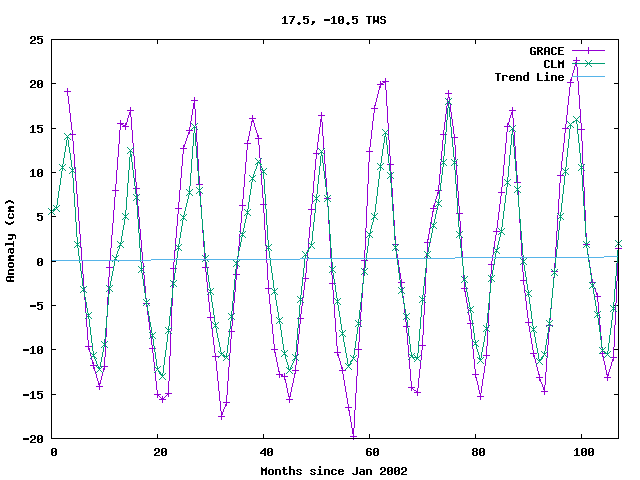 17.5, -10.5 TWS
GRACE
CLM
Trend Line
25
20
15
10
5
0
-5
-10
-15
-20
Anomaly (cm)
0 20 40 60 80 100
Months since Jan 2002